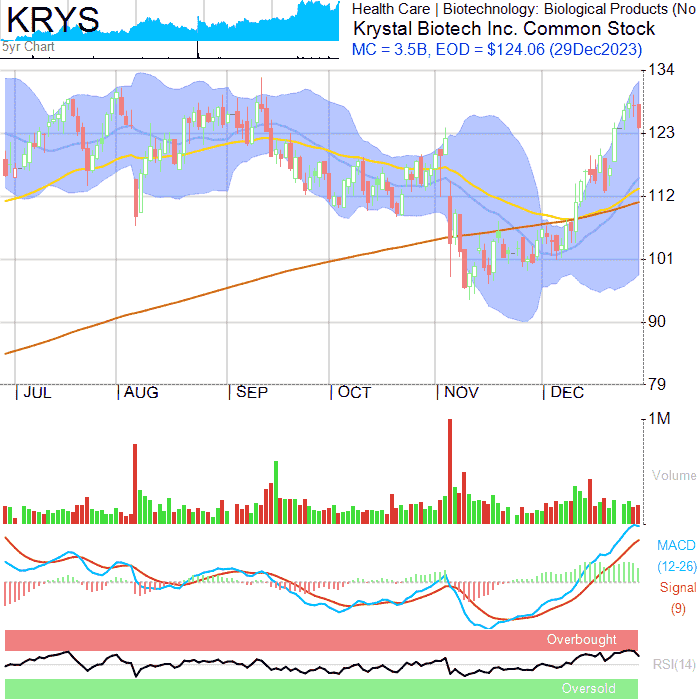 KRYS
5yr Chart
Health Care | Biotechnology: Biological Products (No
Krystal Biotech Inc. Common Stock
MC = 3.5B, EOD = $124.06 (29Dec2023)
134
123
112
101
90
79
JUL AUG SEP OCT NOV DEC
1M
Volume
MACD
(12-26)
Signal
(9)
Overbought
RSI(14)
Oversold